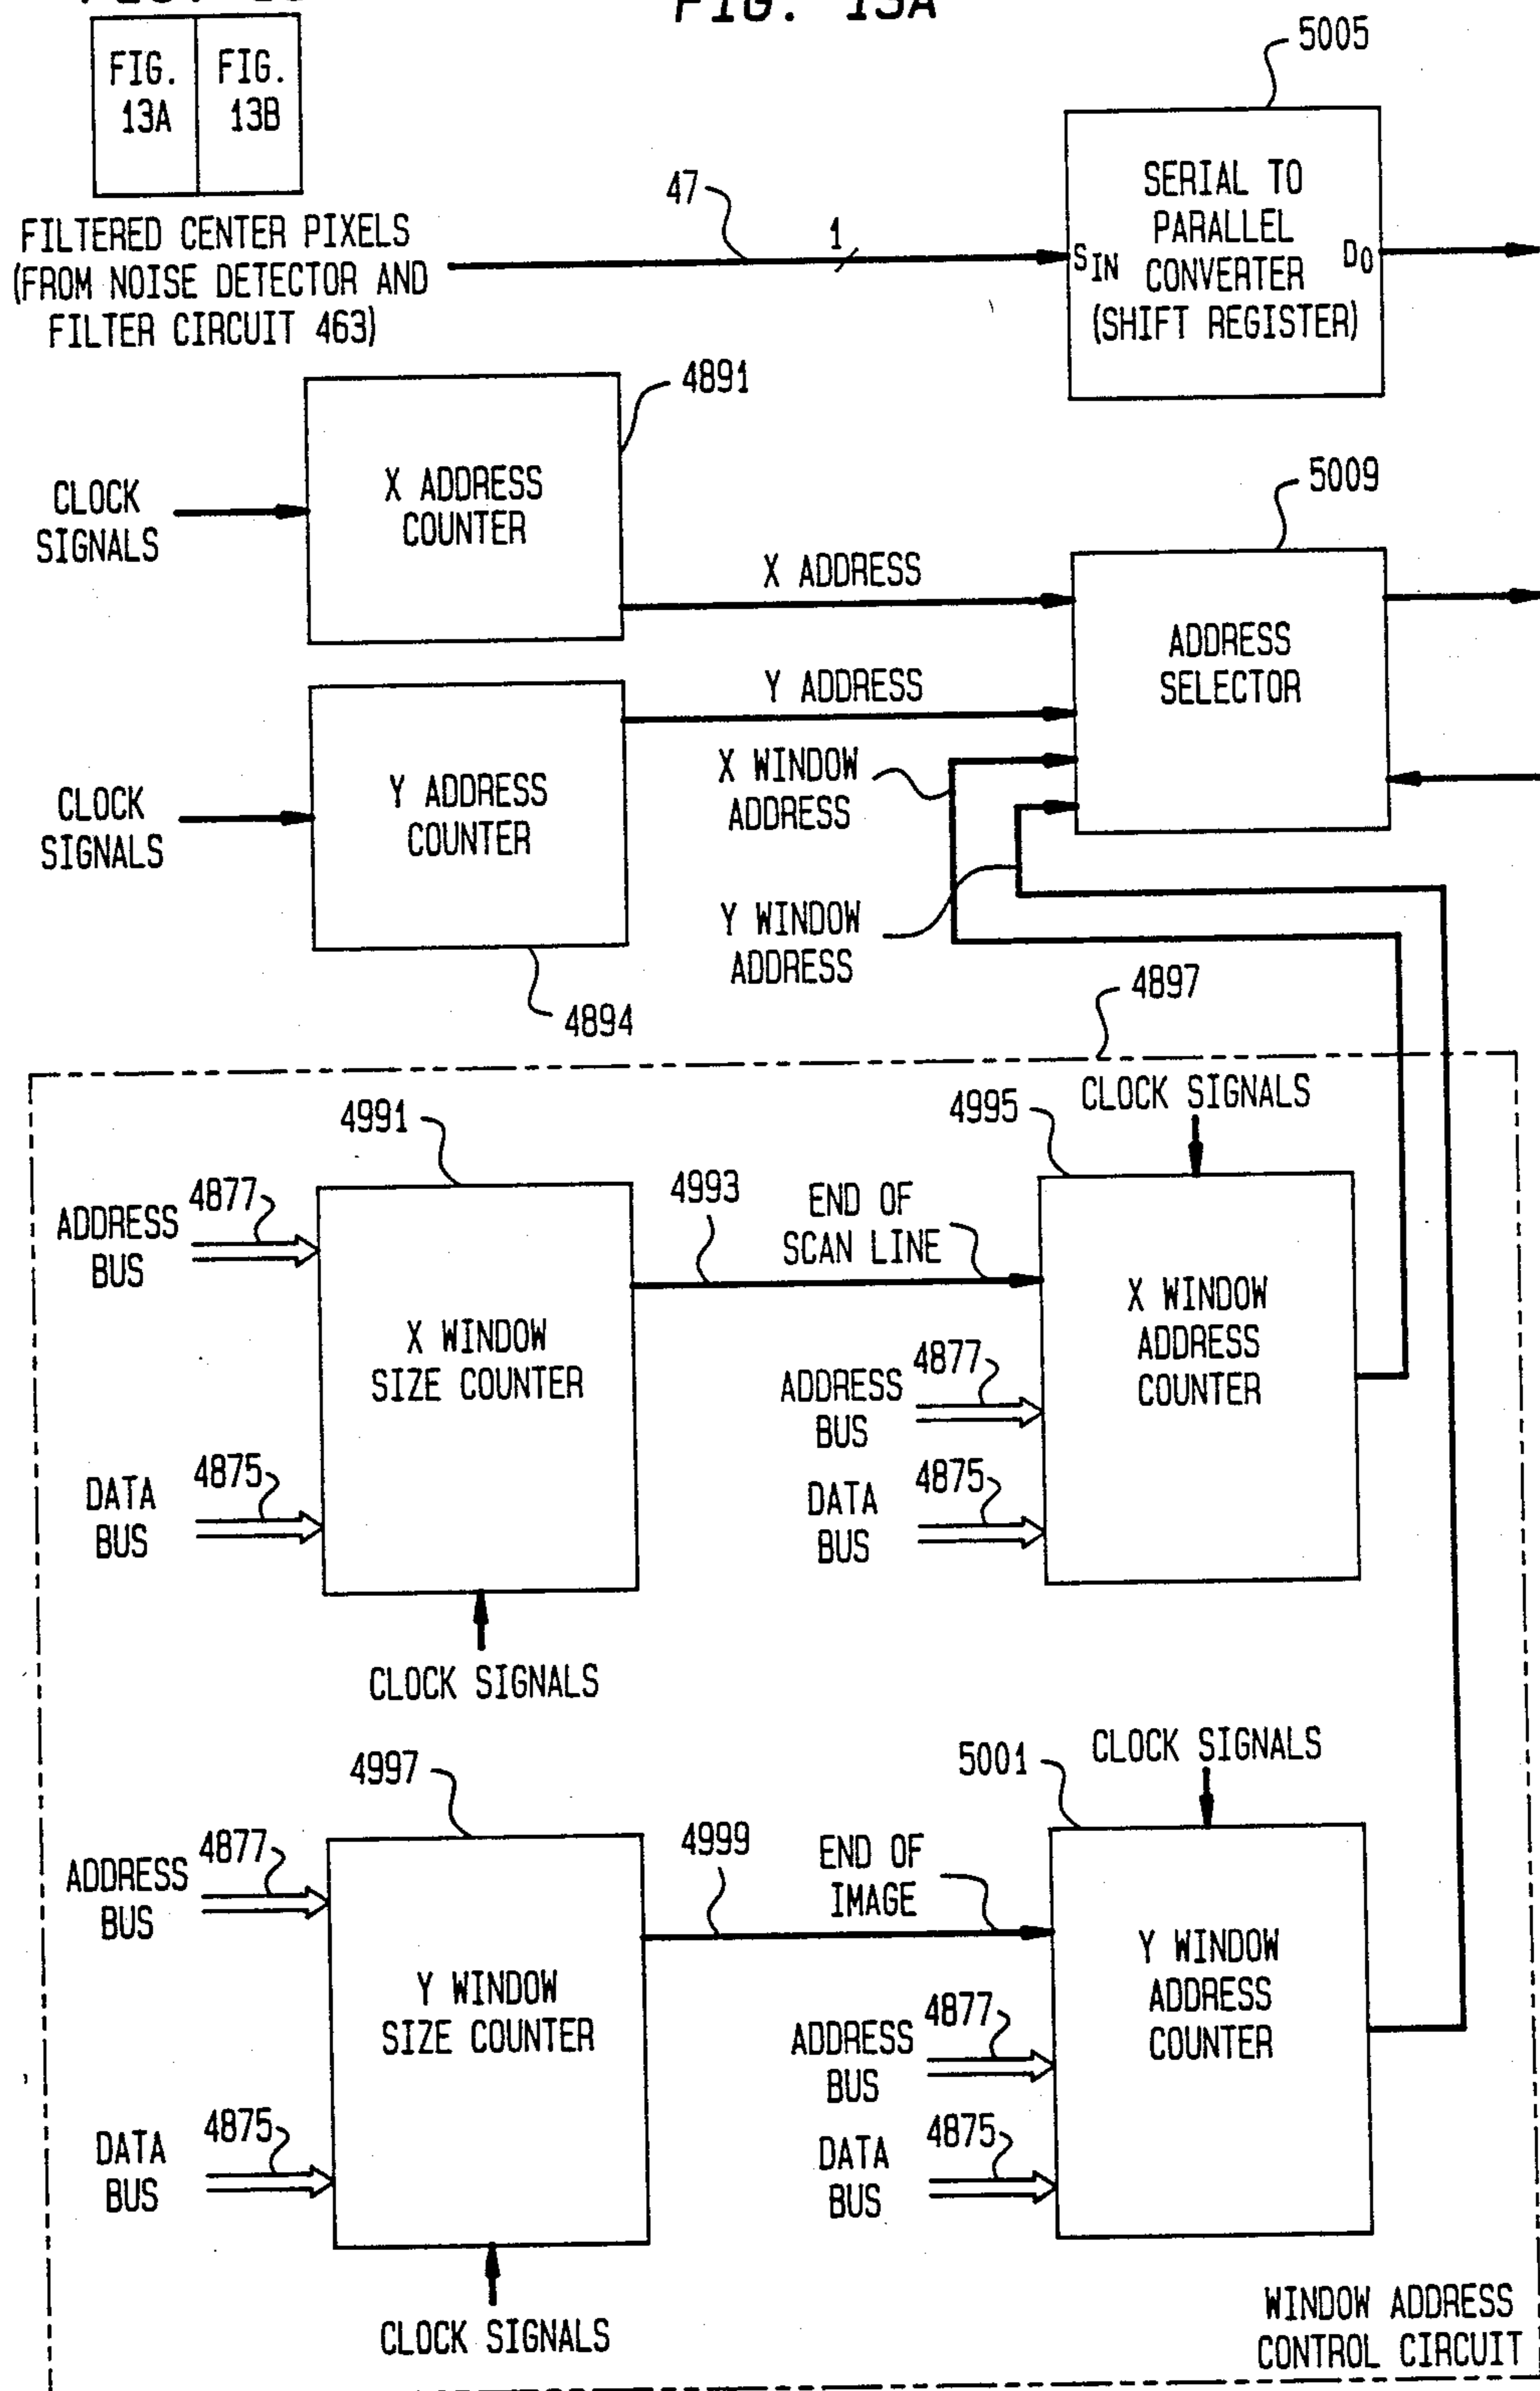 FIG. 13A
FIG.
13A
FIG.
13B
5005
FILTERED CENTER PIXELS
(FROM NOISE DETECTOR AND
FILTER CIRCUIT 463)
47
1
SERIAL TO
PARALLEL
CONVERTER
(SHIFT REGISTER)
SIN
D0
4891
CLOCK
SIGNALS
X ADDRESS
COUNTER
5009
X ADDRESS
ADDRESS
SELECTOR
Y ADDRESS
CLOCK
SIGNALS
Y ADDRESS
COUNTER
X WINDOW
ADDRESS
Y WINDOW
ADDRESS
4894
4897
4991
4995
CLOCK SIGNALS
ADDRESS
BUS
4877
4993
END OF
SCAN LINE
X WINDOW
SIZE COUNTER
X WINDOW
ADDRESS
COUNTER
ADDRESS
BUS
4877
DATA
BUS
4875
DATA
BUS
4875
CLOCK SIGNALS
4997
5001
CLOCK SIGNALS
ADDRESS
BUS
4877
4999
END OF
IMAGE
Y WINDOW
SIZE COUNTER
Y WINDOW
ADDRESS
COUNTER
ADDRESS
BUS
4877
DATA
BUS
4875
DATA
BUS
4875
CLOCK SIGNALS
WINDOW ADDRESS
CONTROL CIRCUIT